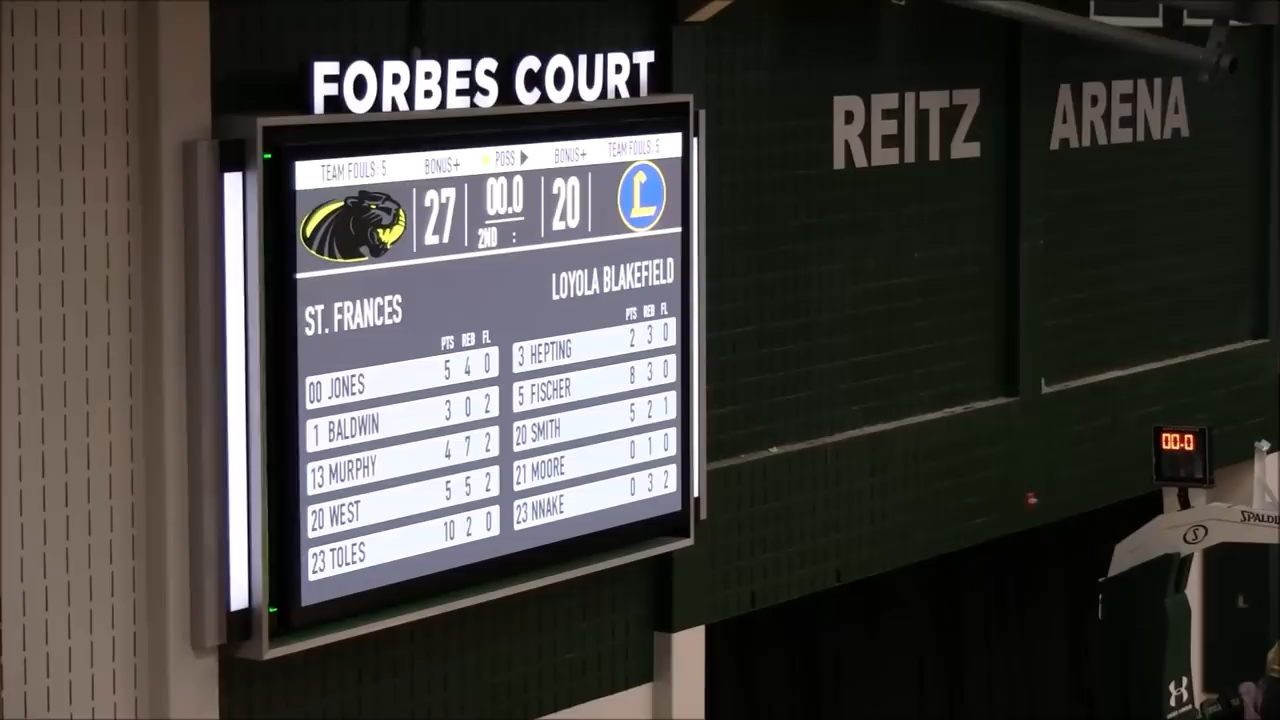 FORBES COURT
REITZ ARENA
TEAM FOULS: 5 BONUS+ POSS BONUS+ TEAM FOULS: 5
27 00.0 20 L
2ND :
ST. FRANCES
LOYOLA BLAKEFIELD
PTS REB FL
00 JONES 5 4 0
1 BALDWIN 3 0 2
13 MURPHY 4 7 2
20 WEST 5 5 2
23 TOLES 10 2 0
PTS REB FL
3 HEPTING 2 3 0
5 FISCHER 8 3 0
20 SMITH 5 2 1
21 MOORE 0 1 0
23 NNAKE 0 3 2
00.0
S
UNDER ARMOUR